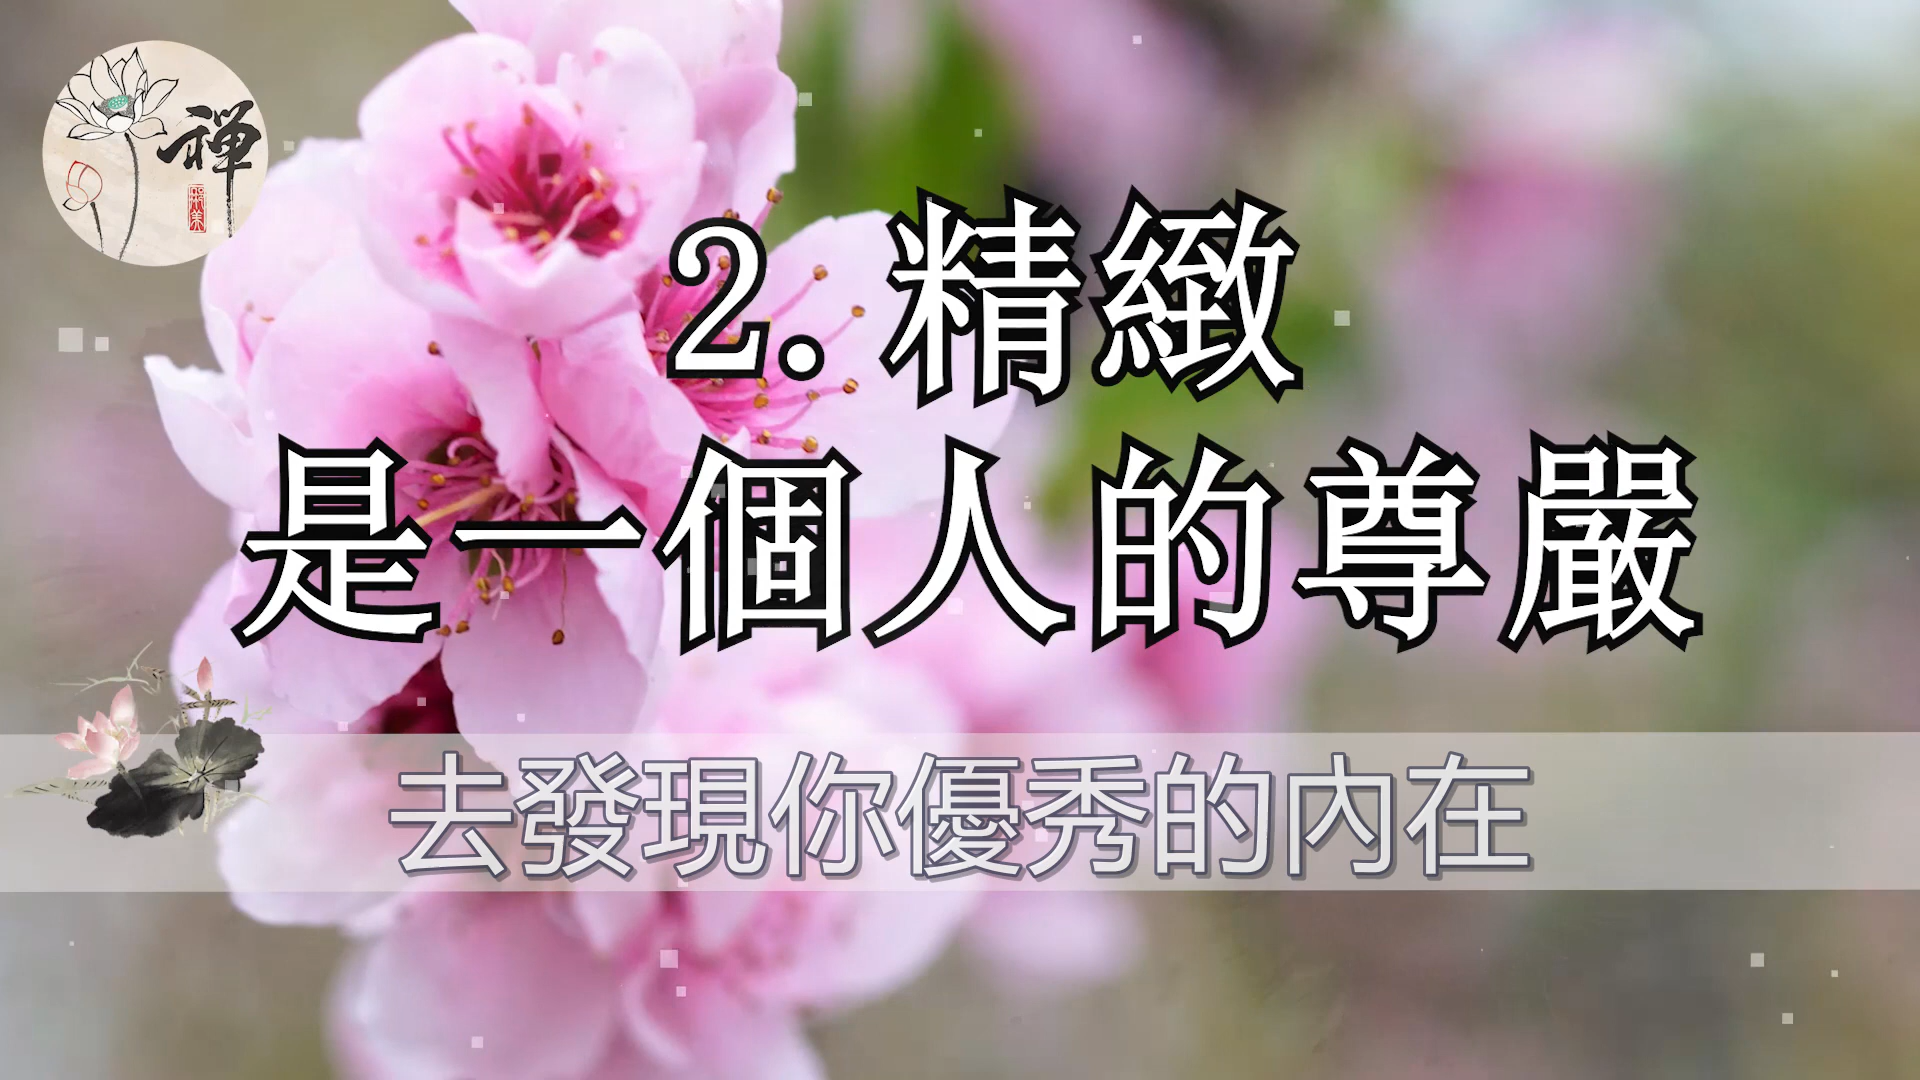 禅
2.精緻
是一個人的尊嚴
去發現你優秀的內在